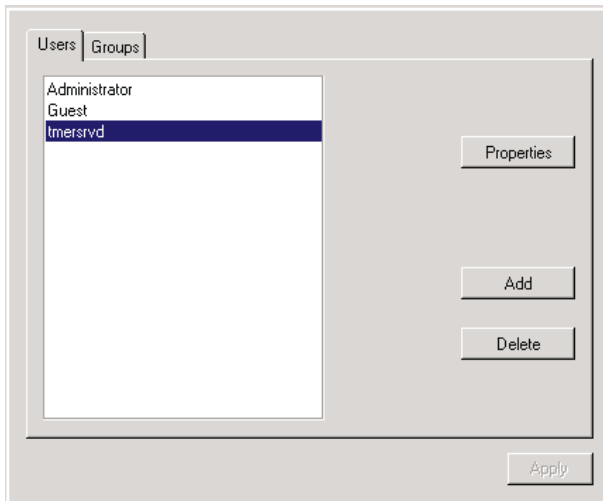 Users
Groups
Administrator
Guest
tmersrvd
Properties
Add
Delete
Apply